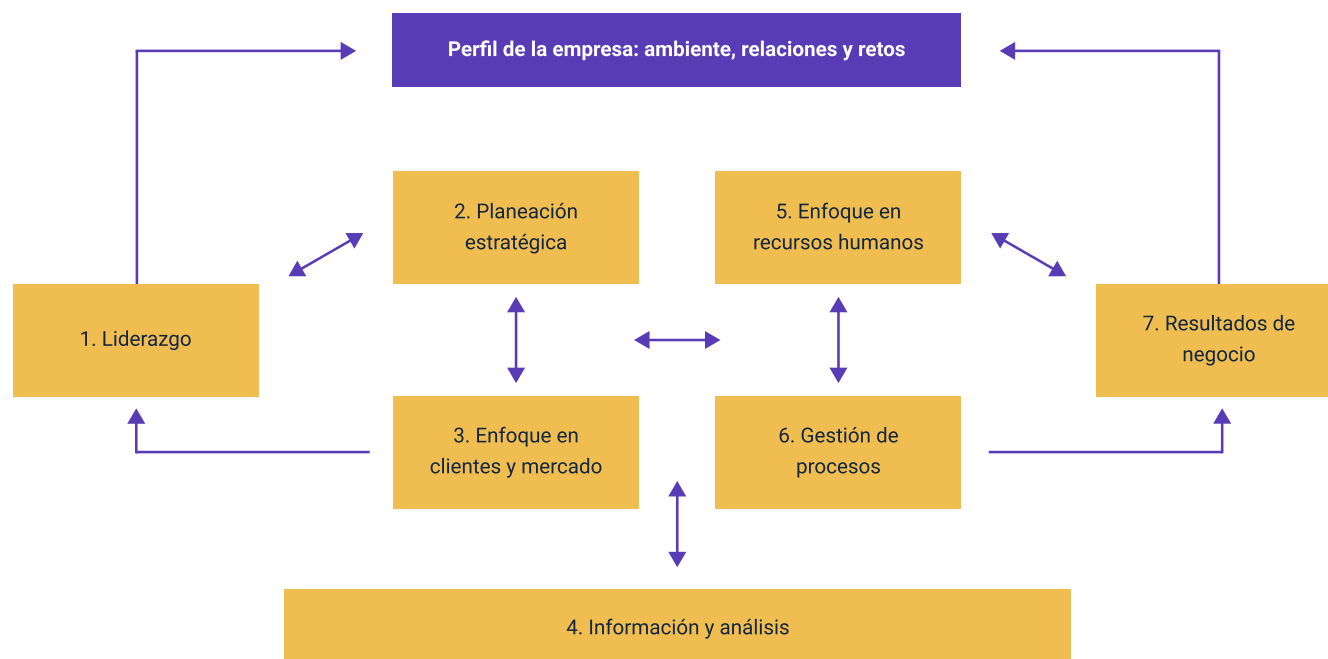 Perfil de la empresa: ambiente, relaciones y retos
2. Planeación
estratégica
5. Enfoque en
recursos humanos
1. Liderazgo
7. Resultados de
negocio
3. Enfoque en
clientes y mercado
6. Gestión de
procesos
4. Información y análisis